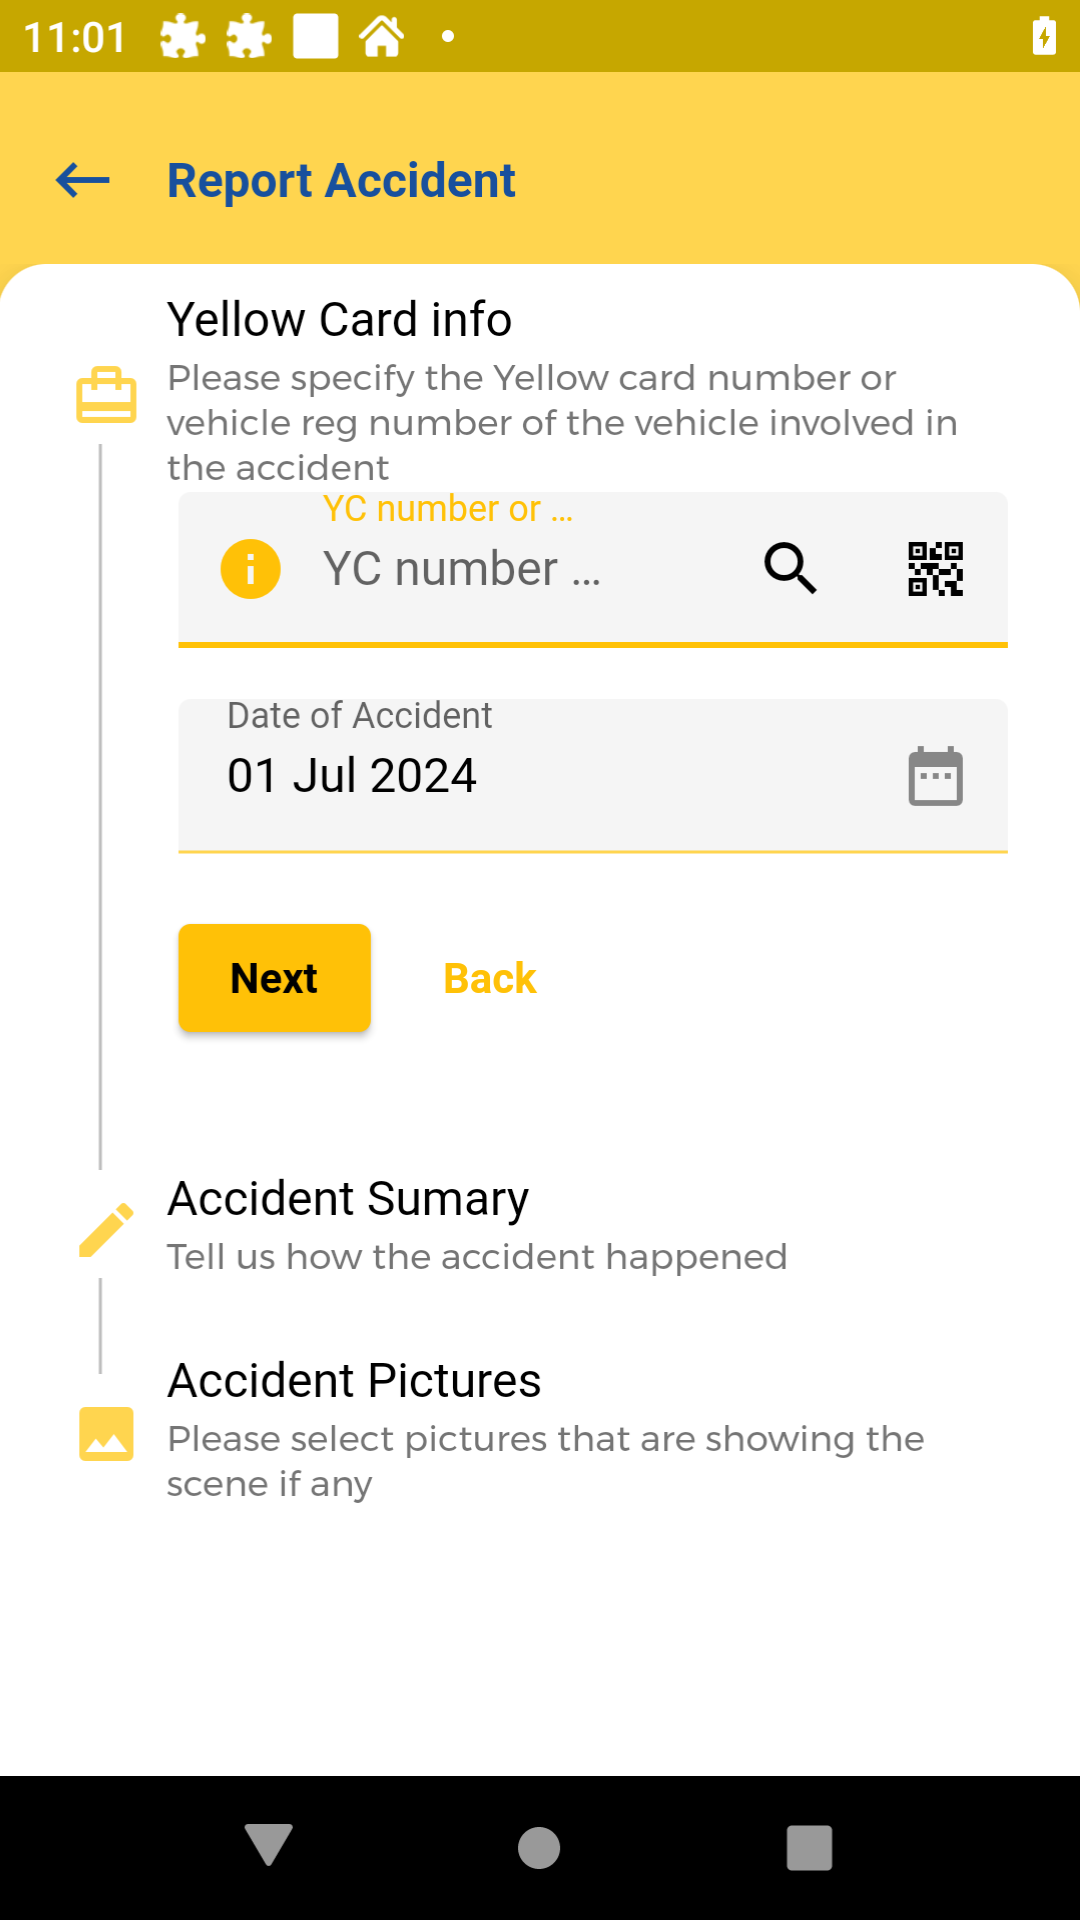 11:01
Report Accident
Yellow Card info
Please specify the Yellow card number or
vehicle reg number of the vehicle involved in
the accident
YC number or ...
YC number ...
Date of Accident
01 Jul 2024
Next
Back
Accident Sumary
Tell us how the accident happened
Accident Pictures
Please select pictures that are showing the
scene if any